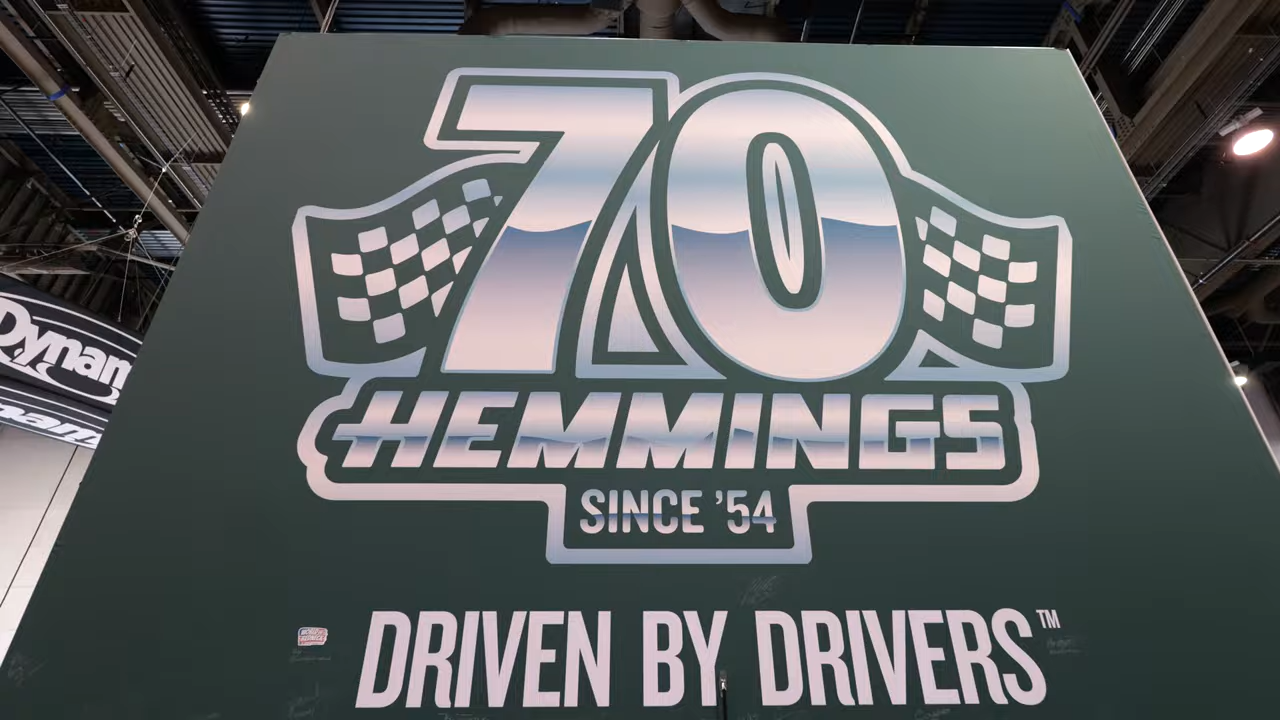 70
HEMMINGS
SINCE '54
DRIVEN BY DRIVERS™
Dynam